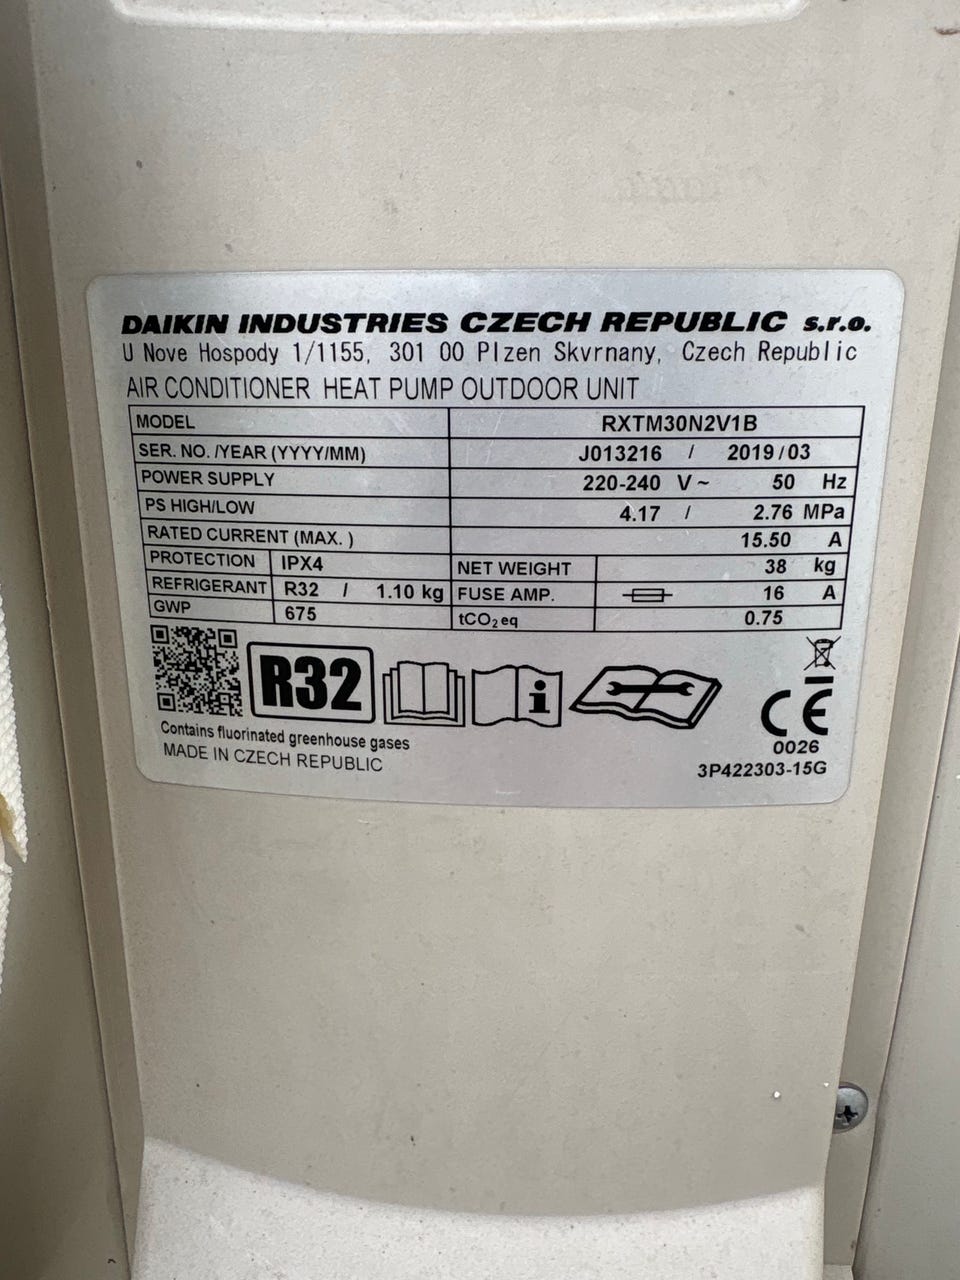 DAIKIN INDUSTRIES CZECH REPUBLIC s.r.o.
U Nove Hospody 1/1155, 301 00 Plzen Skvrnany, Czech Republic
AIR CONDITIONER HEAT PUMP OUTDOOR UNIT
MODEL RXTM30N2V1B
SER. NO. /YEAR (YYYY/MM) J013216 / 2019/03
POWER SUPPLY 220-240 V ~ 50 Hz
PS HIGH/LOW 4.17 / 2.76 MPa
RATED CURRENT (MAX. ) 15.50 A
PROTECTION IPX4 NET WEIGHT 38 kg
REFRIGERANT R32 / 1.10 kg FUSE AMP. 16 A
GWP 675 tCO₂eq 0.75
R32 i CE
Contains fluorinated greenhouse gases 0026
MADE IN CZECH REPUBLIC 3P422303-15G